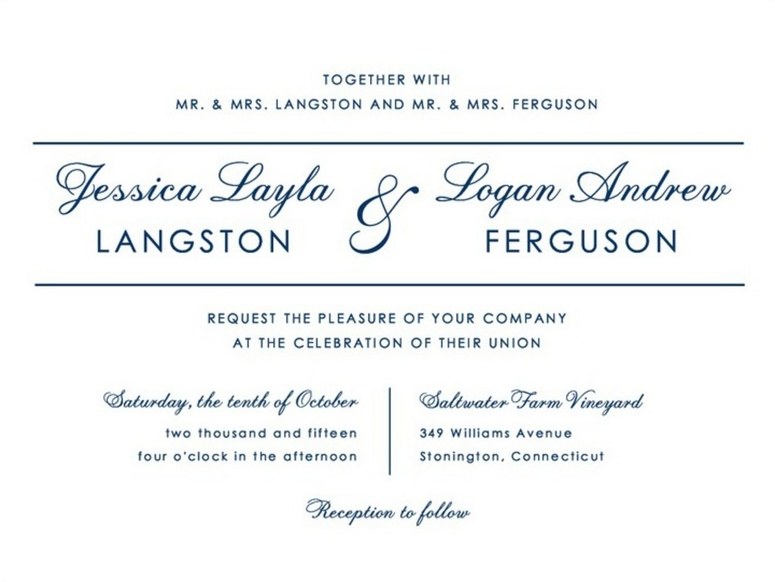 TOGETHER WITH
MR. & MRS. LANGSTON AND MR. & MRS. FERGUSON
Jessica Layla & Logan Andrew
LANGSTON FERGUSON
REQUEST THE PLEASURE OF YOUR COMPANY
AT THE CELEBRATION OF THEIR UNION
Saturday, the tenth of October
two thousand and fifteen
four o'clock in the afternoon
Saltwater Farm Vineyard
349 Williams Avenue
Stonington, Connecticut
Reception to follow